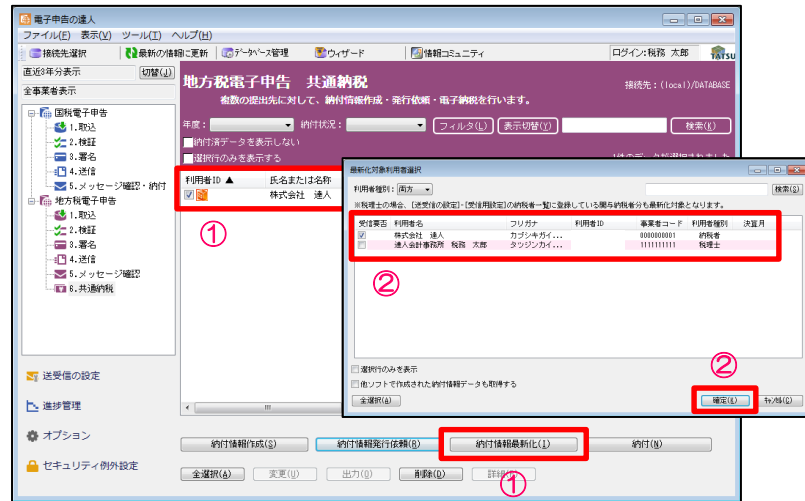 電子申告の達人
ファイル(F) 表示(V) ツール(T) ヘルプ(H)
接続先選択 最新の情報に更新 データベース管理 ウィザード 情報コミュニティ ログイン:税務 太郎 TATSU
直近3年分表示 切替(J)
全事業者表示
国税電子申告
1.取込
2.検証
3.署名
4.送信
5.メッセージ確認・納付
地方税電子申告
1.取込
2.検証
3.署名
4.送信
5.メッセージ確認
6.共通納税
送受信の設定
進捗管理
オプション
セキュリティ例外設定
地方税電子申告 共通納税
接続先:(local)/DATABASE
複数の提出先に対して、納付情報作成・発行依頼・電子納税を行います。
年度: 納付状況: フィルタ(L) 表示切替(Y) 検索(K)
納付済データを表示しない
選択行のみを表示する
利用者ID ▲ 氏名または名称
株式会社 達人
①
最新化対象利用者選択
利用者種別: 両方 検索(S)
※税理士の場合、[送受信の設定]-[受信用設定]の納税者一覧に登録している関与納税者分も最新化対象となります。
受信要否 利用者名 フリガナ 利用者ID 事業者コード 利用者種別 決算月
株式会社 達人 カブシキガイ... 0000000001 納税者
達人会計事務所 税務 太郎 タツジンカイ... 1111111111 税理士
②
選択行のみを表示
他ソフトで作成された納付情報データも取得する
②
全選択(A) 確定(K) キャンセル(C)
納付情報作成(S) 納付情報発行依頼(R) 納付情報最新化(I) 納付(N)
全選択(A) 変更(U) 出力(O) 削除(D)
①